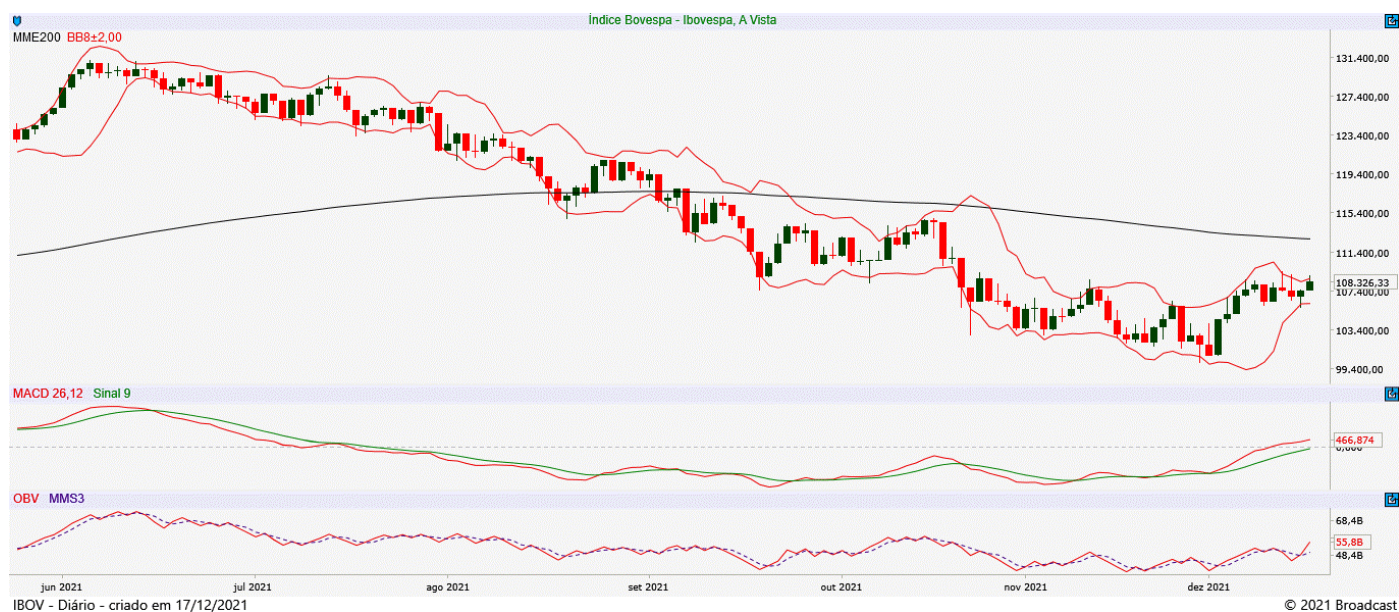 Índice Bovespa - Ibovespa, A Vista
MME200 BB8±2,00
131.400,00
127.400,00
123.400,00
119.400,00
115.400,00
111.400,00
108.326,33
107.400,00
103.400,00
99.400,00
MACD 26,12 Sinal 9
466,874
0,000
OBV MMS3
68,4B
55,8B
48,4B
jun 2021 jul 2021 ago 2021 set 2021 out 2021 nov 2021 dez 2021
IBOV - Diário - criado em 17/12/2021 © 2021 Broadcast